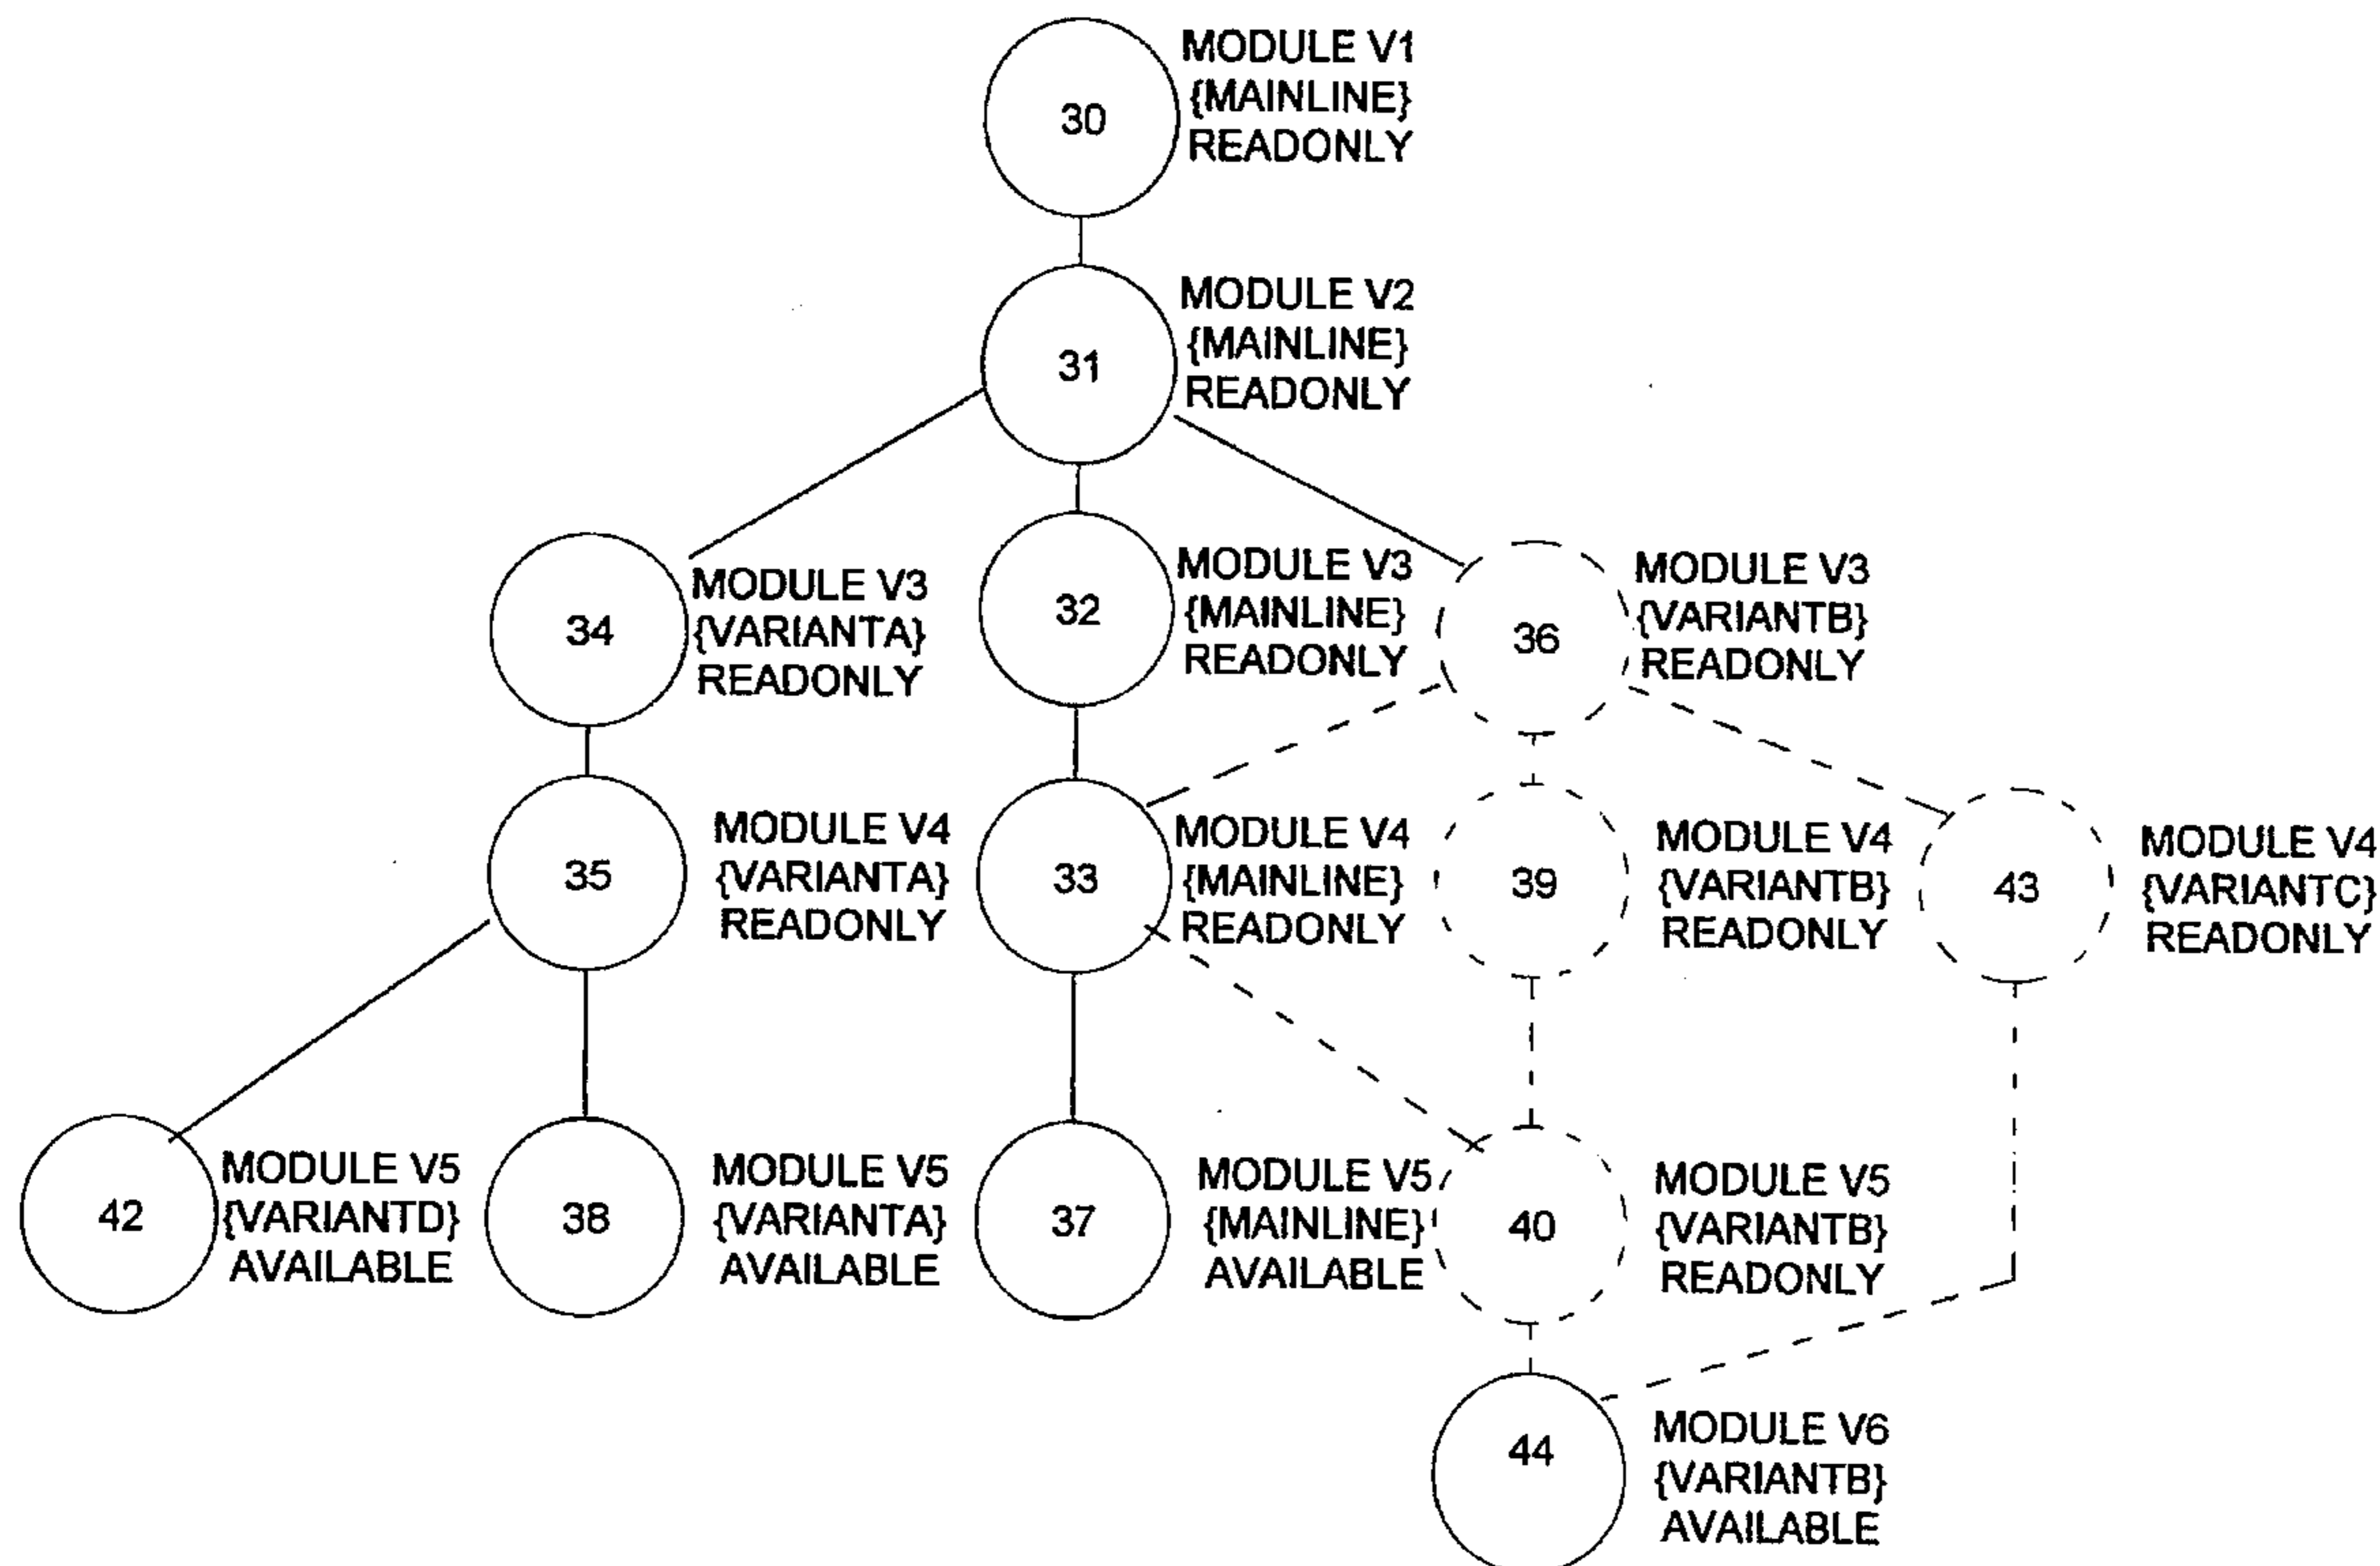 30
MODULE V1
{MAINLINE}
READONLY
31
MODULE V2
{MAINLINE}
READONLY
34
MODULE V3
{VARIANTA}
READONLY
32
MODULE V3
{MAINLINE}
READONLY
36
MODULE V3
{VARIANTB}
READONLY
35
MODULE V4
{VARIANTA}
READONLY
33
MODULE V4
{MAINLINE}
READONLY
39
MODULE V4
{VARIANTB}
READONLY
43
MODULE V4
{VARIANTC}
READONLY
42
MODULE V5
{VARIANTD}
AVAILABLE
38
MODULE V5
{VARIANTA}
AVAILABLE
37
MODULE V5
{MAINLINE}
AVAILABLE
40
MODULE V5
{VARIANTB}
READONLY
44
MODULE V6
{VARIANTB}
AVAILABLE